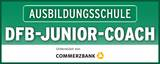 AUSBILDUNGSSCHULE
DFB-JUNIOR-COACH
Unterstützt von
COMMERZBANK